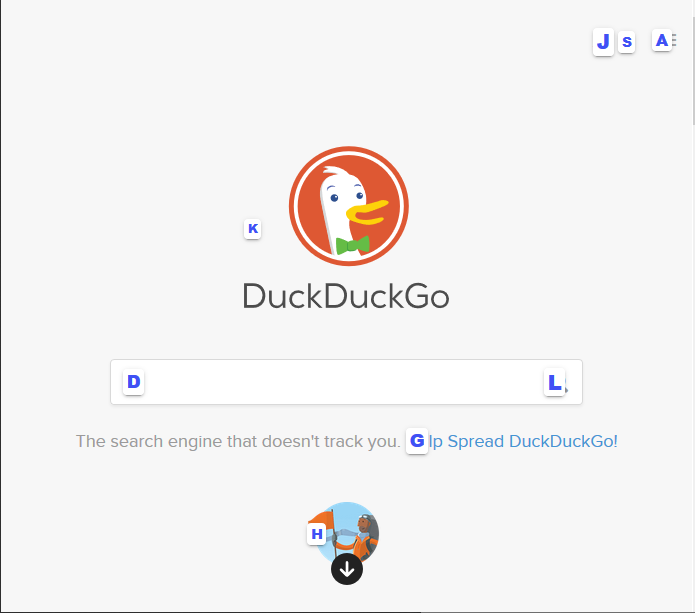 J S A
K
DuckDuckGo
D L
The search engine that doesn't track you. G lp Spread DuckDuckGo!
H